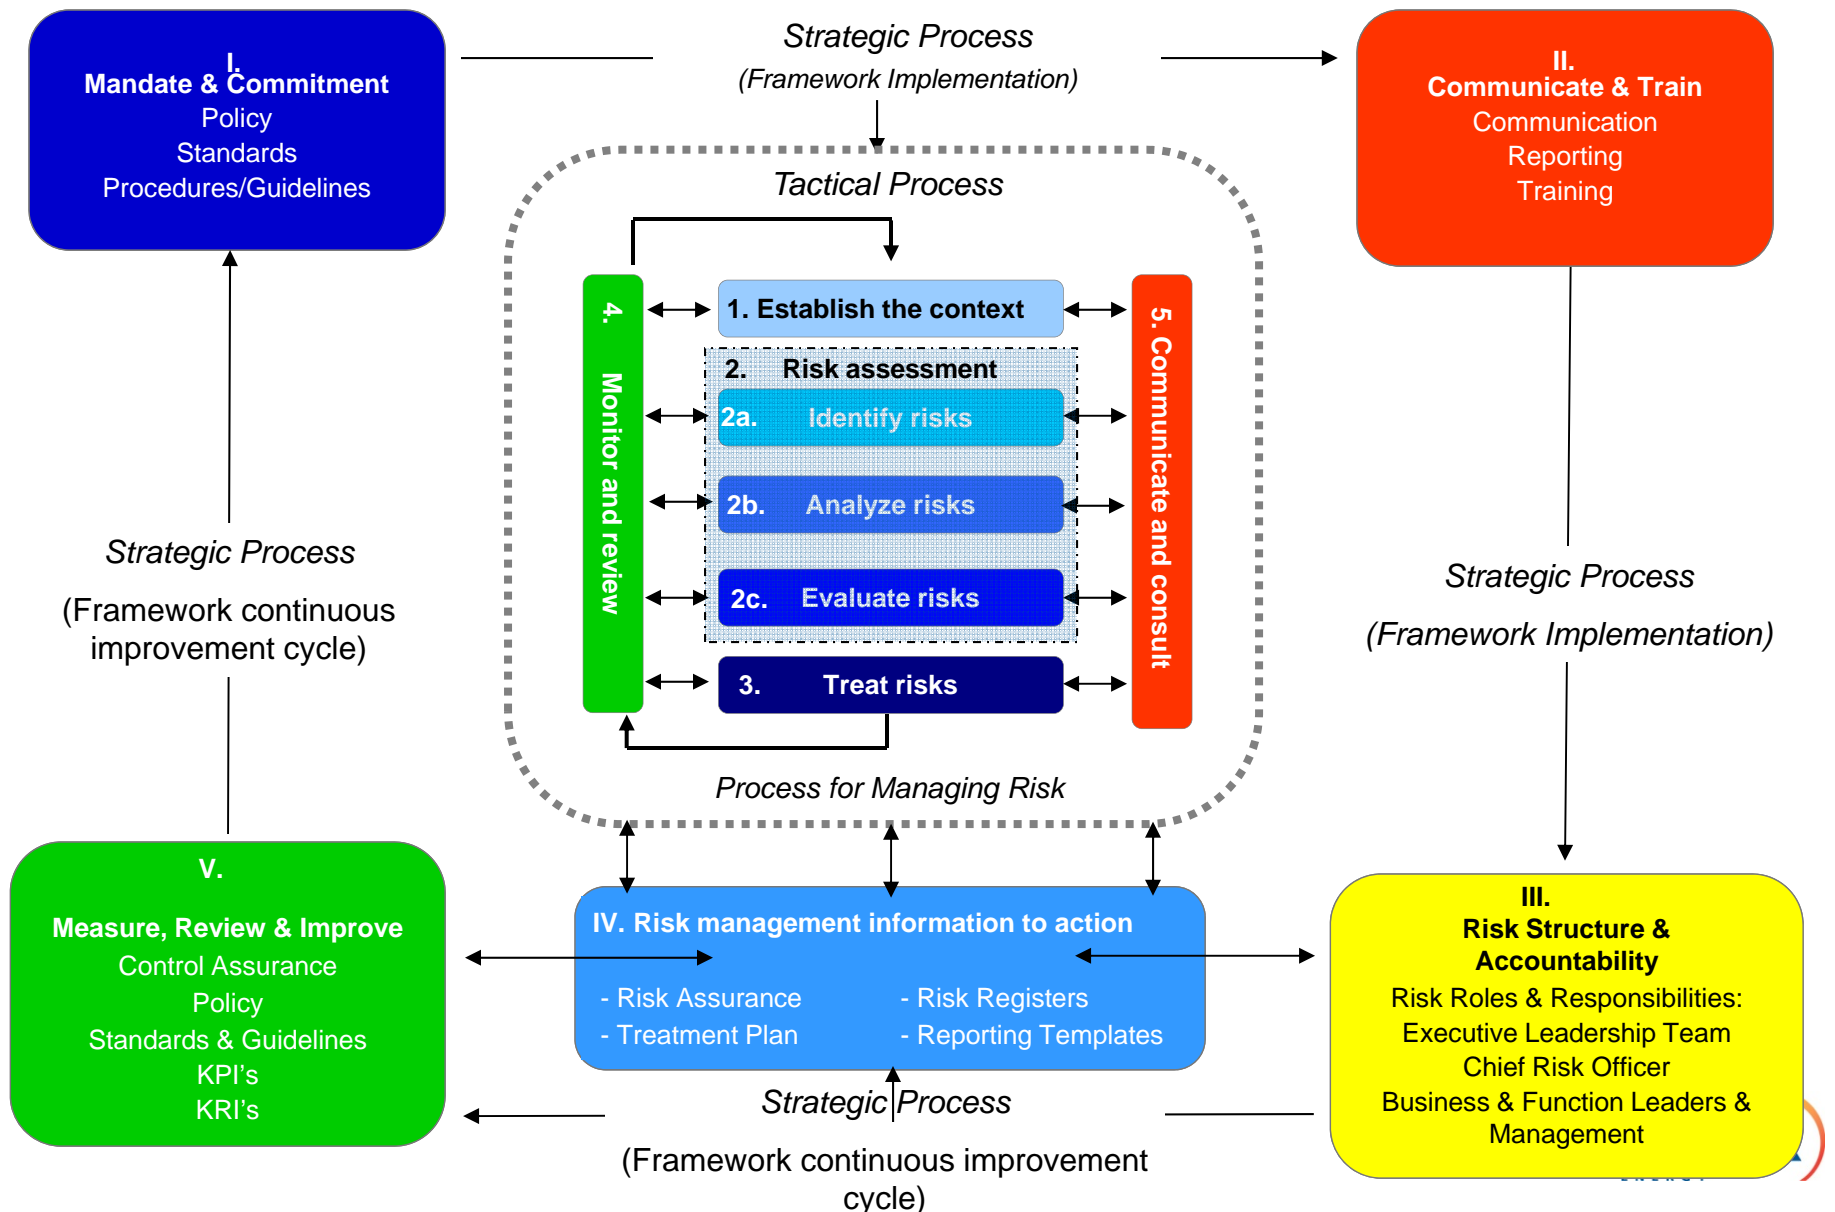 I.
Mandate & Commitment
Policy
Standards
Procedures/Guidelines
Strategic Process
(Framework Implementation)
II.
Communicate & Train
Communication
Reporting
Training
Tactical Process
4. Monitor and review
1. Establish the context
2. Risk assessment
2a. Identify risks
2b. Analyze risks
2c. Evaluate risks
3. Treat risks
5. Communicate and consult
Process for Managing Risk
Strategic Process
(Framework continuous
improvement cycle)
Strategic Process
(Framework Implementation)
V.
Measure, Review & Improve
Control Assurance
Policy
Standards & Guidelines
KPI’s
KRI’s
IV. Risk management information to action
- Risk Assurance
- Risk Registers
- Treatment Plan
- Reporting Templates
III.
Risk Structure &
Accountability
Risk Roles & Responsibilities:
Executive Leadership Team
Chief Risk Officer
Business & Function Leaders &
Management
Strategic Process
(Framework continuous improvement
cycle)